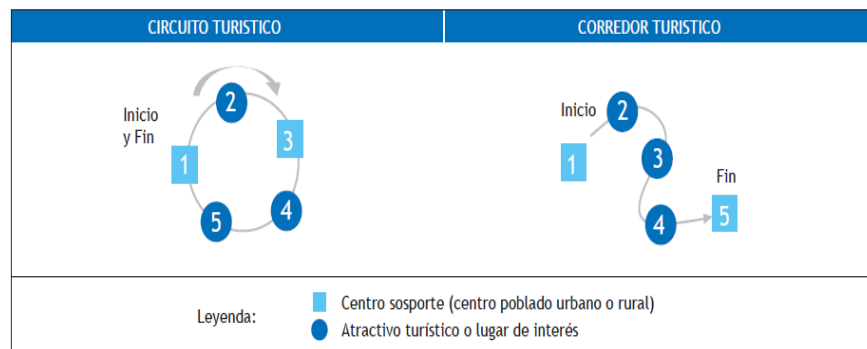 CIRCUITO TURISTICO
CORREDOR TURISTICO
Inicio
y Fin
1
2
3
4
5
Inicio
1
2
3
4
Fin
5
Leyenda:
Centro sosporte (centro poblado urbano o rural)
Atractivo turístico o lugar de interés